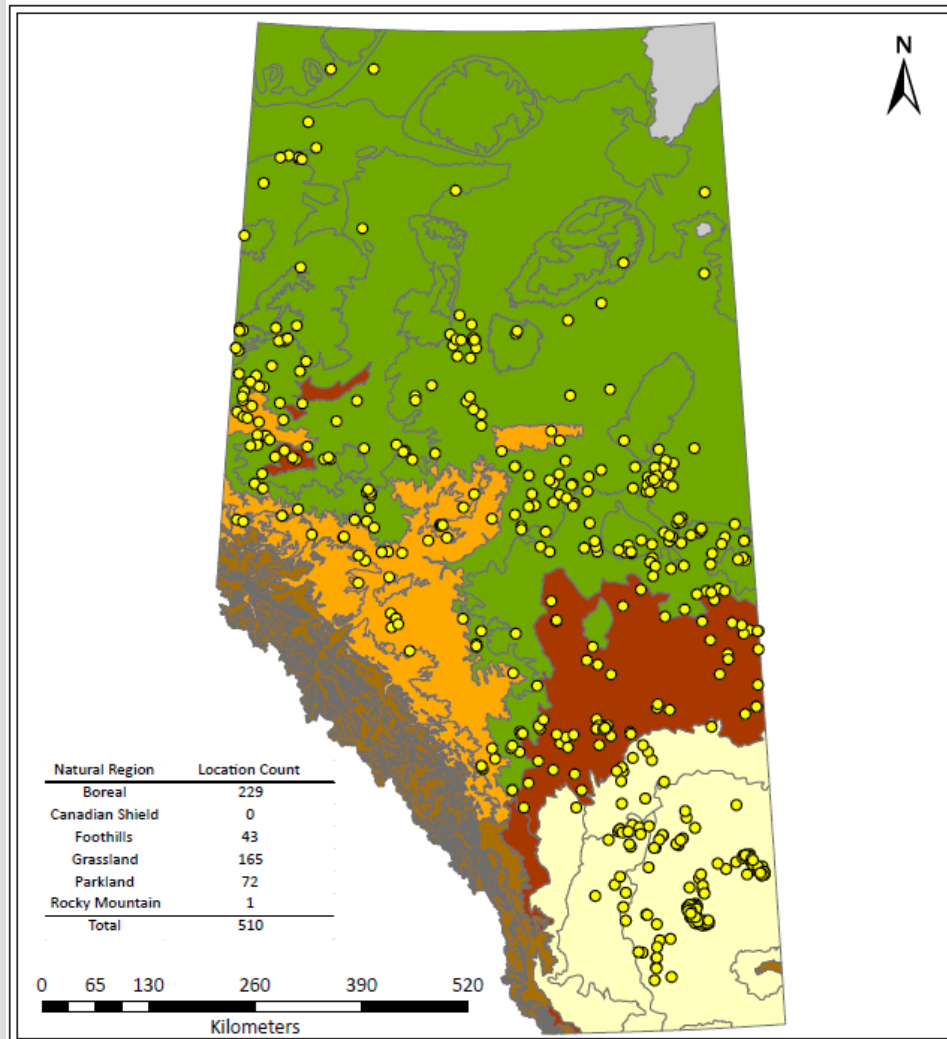 N
Natural Region Location Count
Boreal 229
Canadian Shield 0
Foothills 43
Grassland 165
Parkland 72
Rocky Mountain 1
Total 510
0 65 130 260 390 520
Kilometers